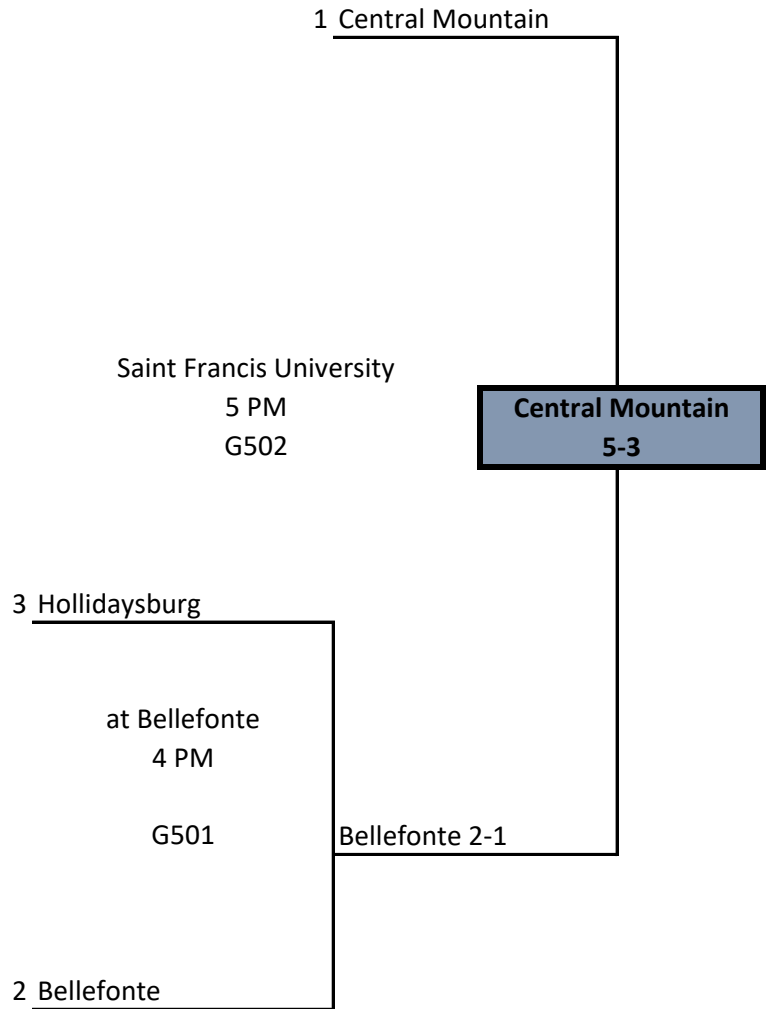 1 Central Mountain
Saint Francis University
5 PM
G502
Central Mountain
5-3
3 Hollidaysburg
at Bellefonte
4 PM
G501
Bellefonte 2-1
2 Bellefonte